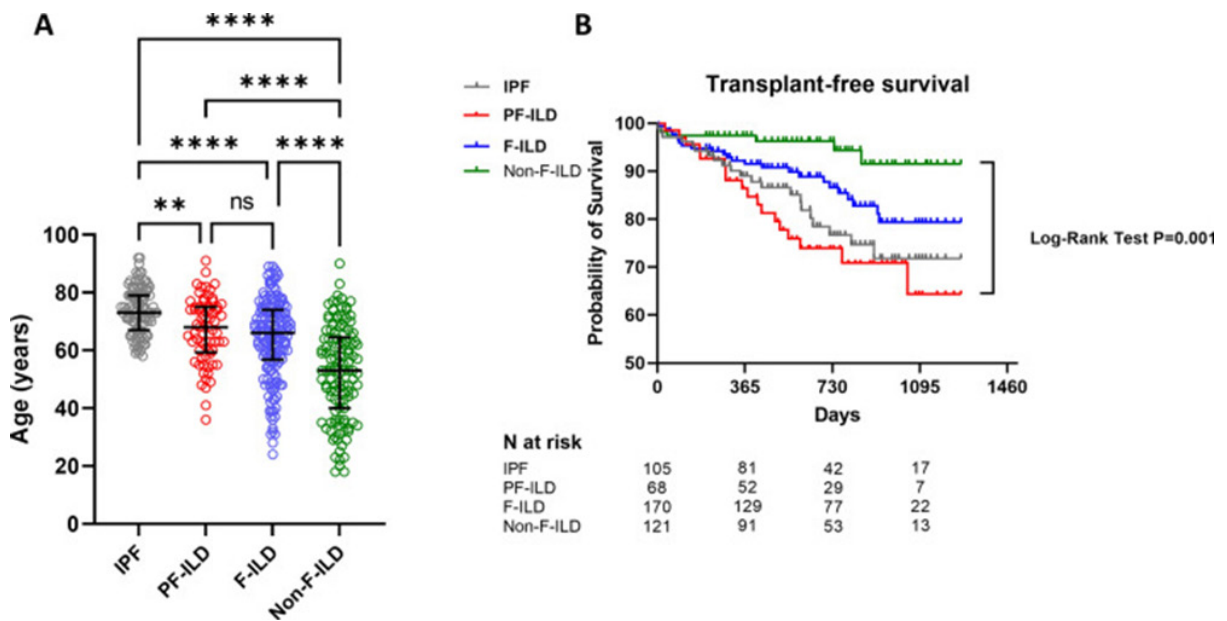 A
****
****
**** ****
** ns
Age (years)
100
80
60
40
20
0
IPF PF-ILD F-ILD Non-F-ILD
IPF
PF-ILD
F-ILD
Non-F-ILD
B
Transplant-free survival
Probability of Survival
100
90
80
70
60
50
0 365 730 1095 1460
Days
Log-Rank Test P=0.001
N at risk
IPF 105 81 42 17
PF-ILD 68 52 29 7
F-ILD 170 129 77 22
Non-F-ILD 121 91 53 13